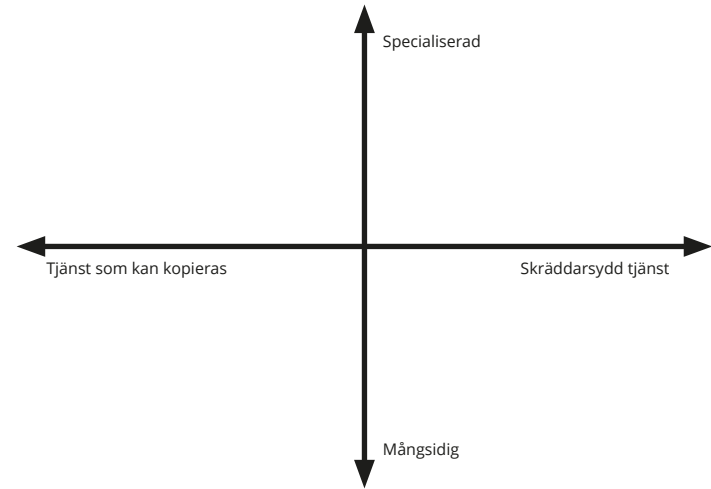 Specialiserad
Tjänst som kan kopieras
Skräddarsydd tjänst
Mångsidig